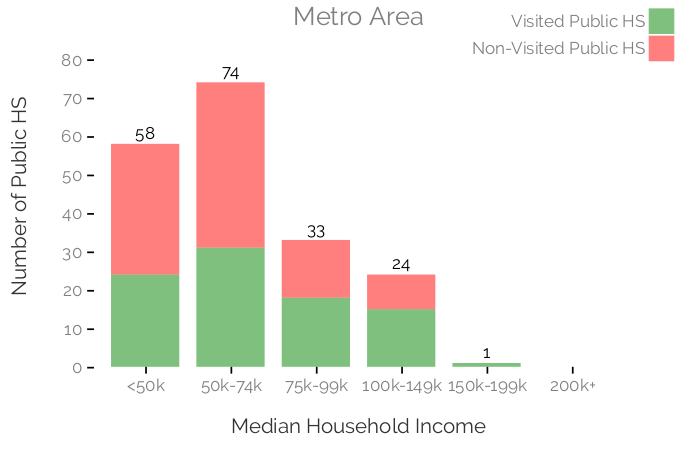 Metro Area
Visited Public HS
Non-Visited Public HS
Number of Public HS
80
70
60
50
40
30
20
10
0
58
74
33
24
1
<50k
50k-74k
75k-99k
100k-149k
150k-199k
200k+
Median Household Income